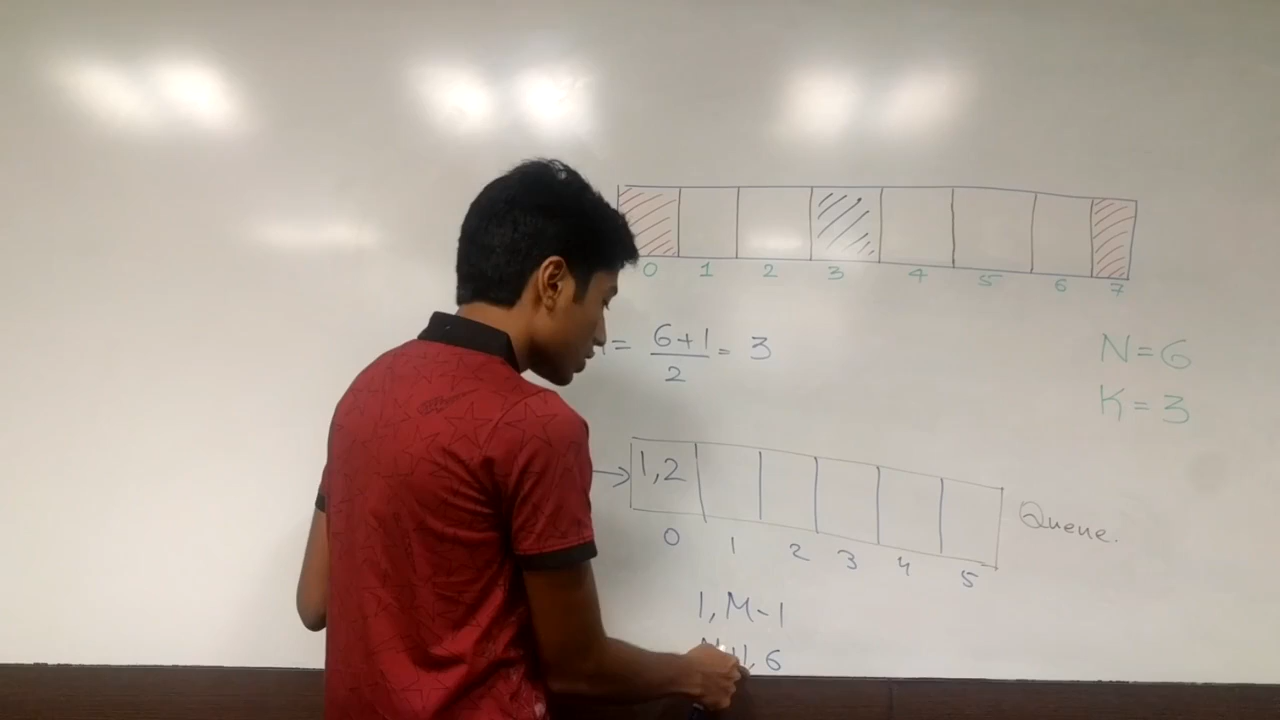 0 1 2 3 4 5 6 7
= 6+1/2 = 3
N=6
K=3
1,2
Queue.
0 1 2 3 4 5
1, M-1
, 6